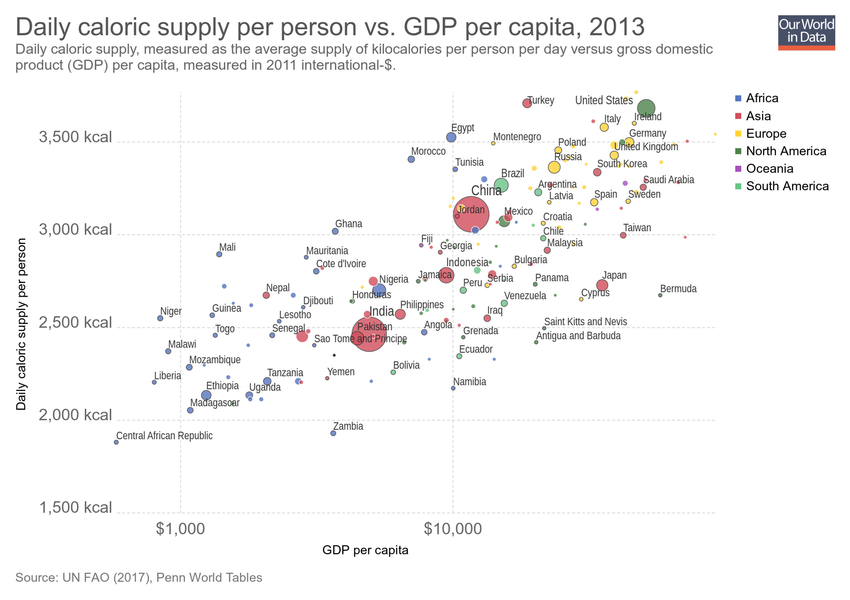 Daily caloric supply per person vs. GDP per capita, 2013
Daily caloric supply, measured as the average supply of kilocalories per person per day versus gross domestic
product (GDP) per capita, measured in 2011 international-$.
Our World
in Data
Africa
Asia
Europe
North America
Oceania
South America
Daily caloric supply per person
3,500 kcal
3,000 kcal
2,500 kcal
2,000 kcal
1,500 kcal
Turkey
United States
Ireland
Italy
Egypt
Montenegro
Germany
Poland
United Kingdom
Morocco
Tunisia
Russia
South Korea
Brazil
Saudi Arabia
China
Argentina
Latvia
Spain
Sweden
Jordan
Mexico
Croatia
Ghana
Chile
Taiwan
Fiji
Georgia
Malaysia
Mali
Mauritania
Cote d'Ivoire
Indonesia
Bulgaria
Nigeria
Jamaica
Serbia
Panama
Japan
Peru
Nepal
Honduras
Cyprus
Bermuda
Djibouti
Philippines
Venezuela
Niger
Guinea
Lesotho
India
Iraq
Togo
Senegal
Pakistan
Angola
Grenada
Saint Kitts and Nevis
Sao Tome and Principe
Antigua and Barbuda
Malawi
Ecuador
Mozambique
Bolivia
Liberia
Tanzania
Yemen
Ethiopia
Uganda
Namibia
Madagascar
Zambia
Central African Republic
$1,000
$10,000
GDP per capita
Source: UN FAO (2017), Penn World Tables